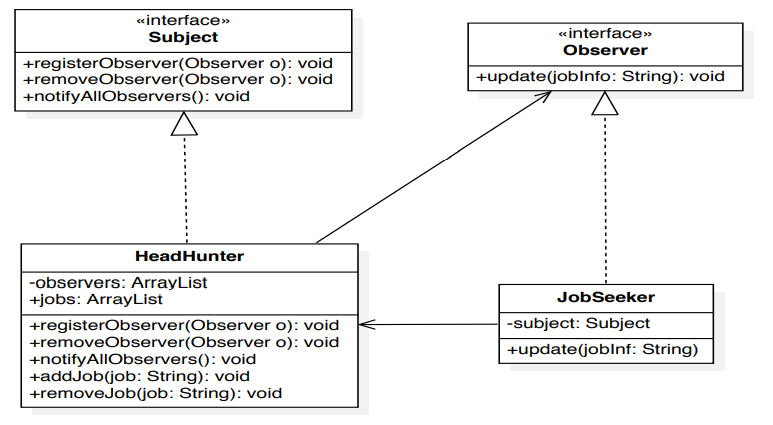 «interface»
Subject
+registerObserver(Observer o): void
+removeObserver(Observer o): void
+notifyAllObservers(): void
«interface»
Observer
+update(jobInfo: String): void
HeadHunter
-observers: ArrayList
+jobs: ArrayList
+registerObserver(Observer o): void
+removeObserver(Observer o): void
+notifyAllObservers(): void
+addJob(job: String): void
+removeJob(job: String): void
JobSeeker
-subject: Subject
+update(jobInf: String)